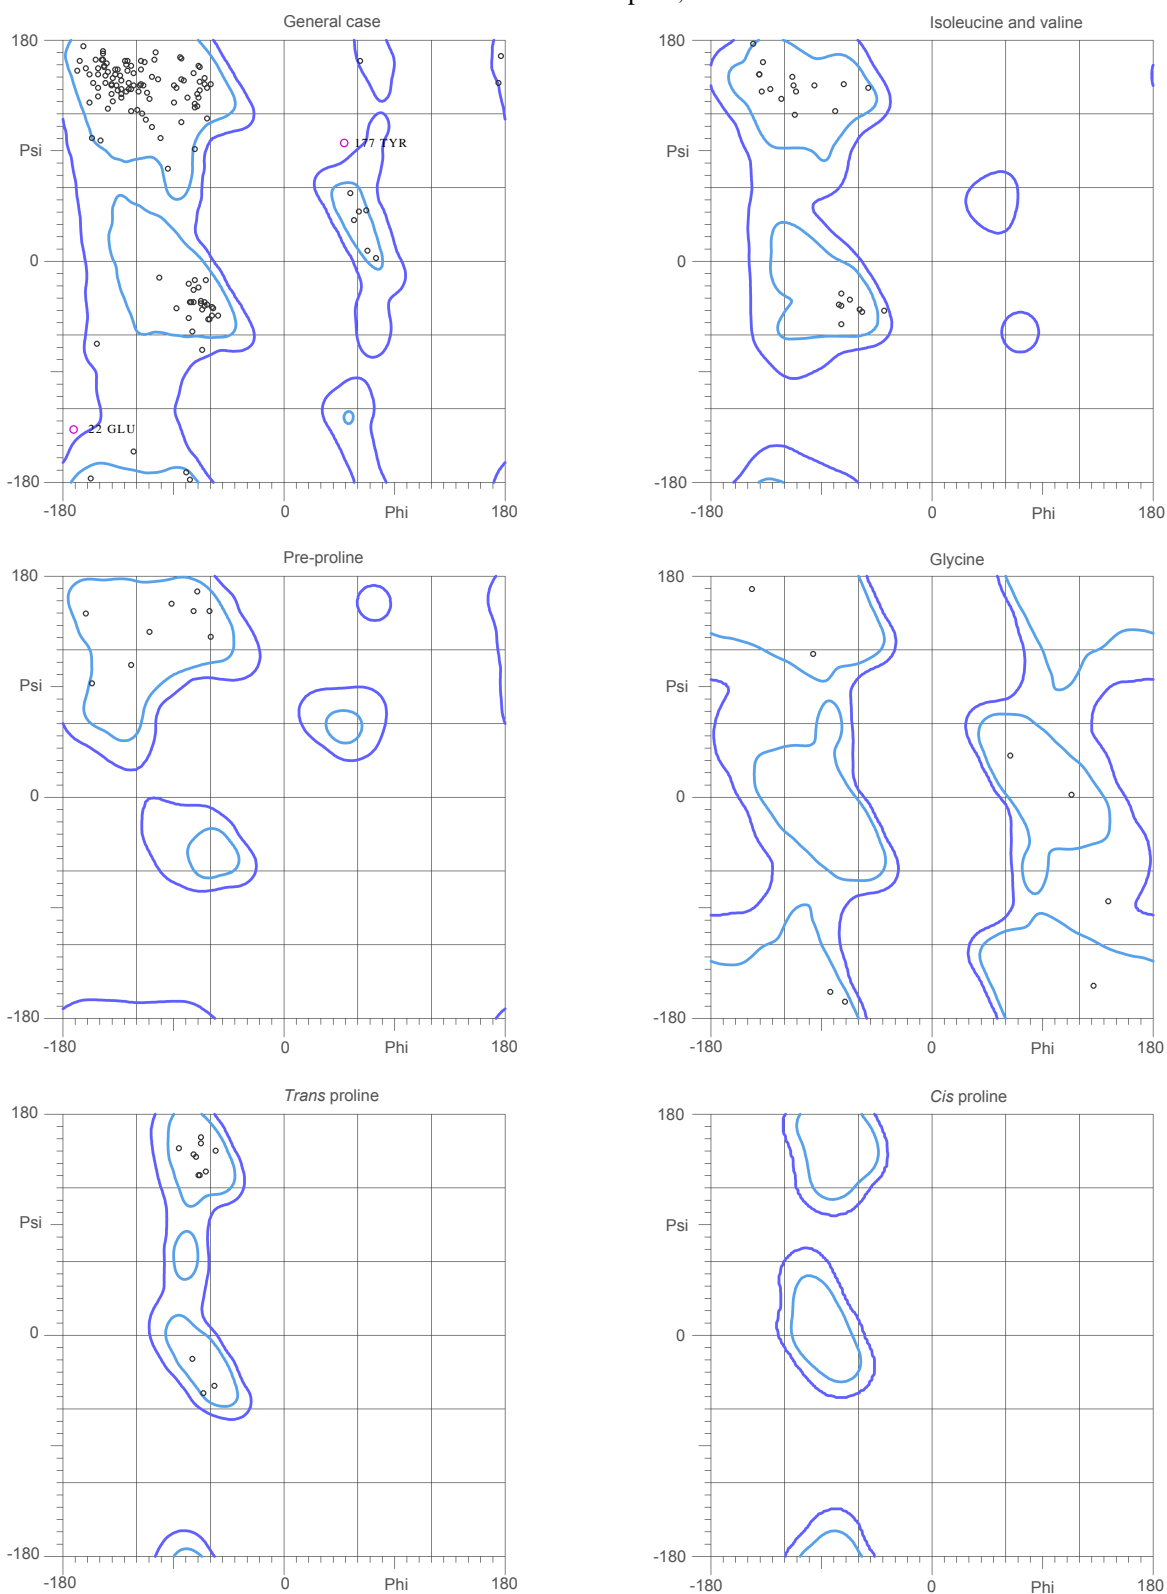 General case
Isoleucine and valine
180
180
Psi
177 TYR
Psi
0
0
22 GLU
-180
-180
-180
0
Phi
180
-180
0
Phi
180
Pre-proline
Glycine
180
180
Psi
Psi
0
0
-180
-180
-180
0
Phi
180
-180
0
Phi
180
Trans proline
Cis proline
180
180
Psi
Psi
0
0
-180
-180
-180
0
Phi
180
-180
0
Phi
180